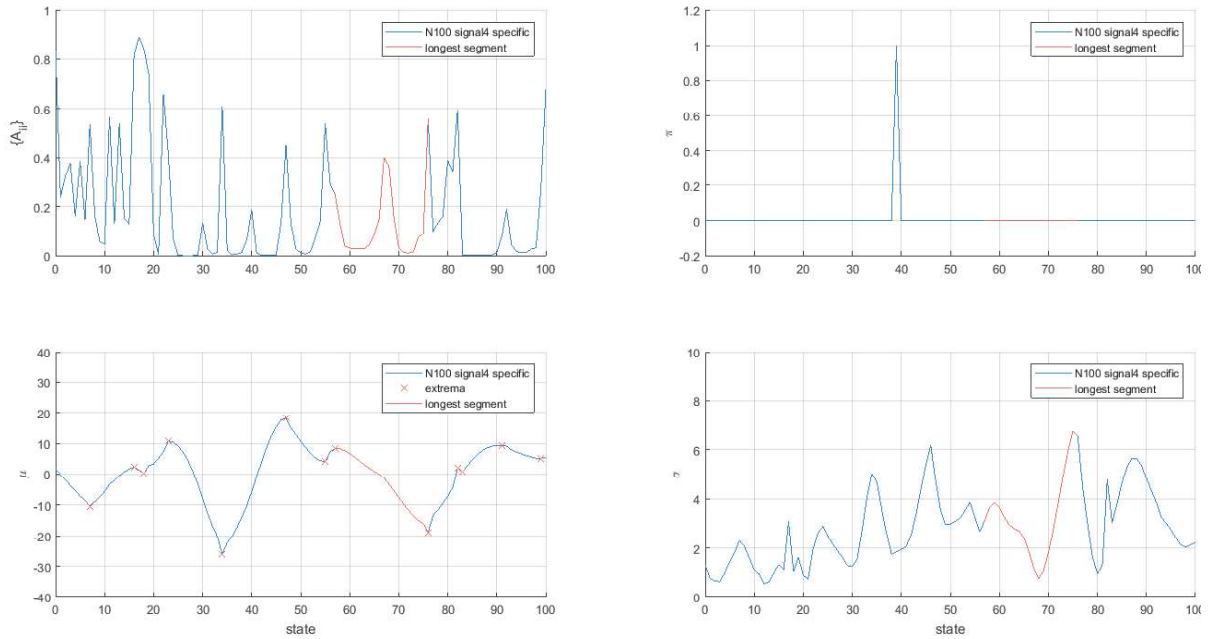 N100 signal4 specific
longest segment
{A_ii}
0 0.2 0.4 0.6 0.8 1
0 10 20 30 40 50 60 70 80 90 100
N100 signal4 specific
longest segment
π
-0.2 0 0.2 0.4 0.6 0.8 1 1.2
0 10 20 30 40 50 60 70 80 90 100
N100 signal4 specific
extrema
longest segment
μ
-40 -30 -20 -10 0 10 20 30 40
0 10 20 30 40 50 60 70 80 90 100
state
N100 signal4 specific
longest segment
σ
0 2 4 6 8 10
0 10 20 30 40 50 60 70 80 90 100
state